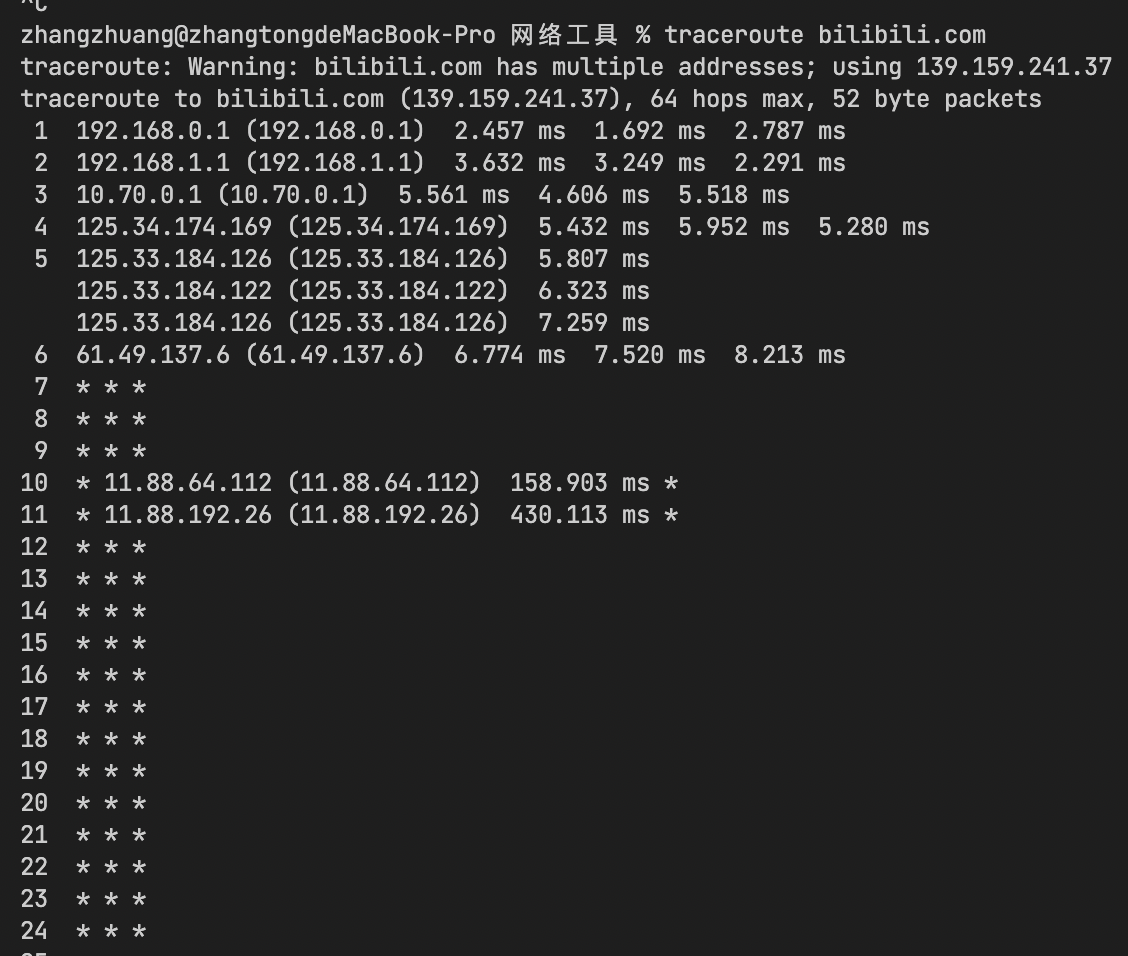 ^C
zhangzhuang@zhangtongdeMacBook-Pro 网络工具 % traceroute bilibili.com
traceroute: Warning: bilibili.com has multiple addresses; using 139.159.241.37
traceroute to bilibili.com (139.159.241.37), 64 hops max, 52 byte packets
 1  192.168.0.1 (192.168.0.1)  2.457 ms  1.692 ms  2.787 ms
 2  192.168.1.1 (192.168.1.1)  3.632 ms  3.249 ms  2.291 ms
 3  10.70.0.1 (10.70.0.1)  5.561 ms  4.606 ms  5.518 ms
 4  125.34.174.169 (125.34.174.169)  5.432 ms  5.952 ms  5.280 ms
 5  125.33.184.126 (125.33.184.126)  5.807 ms
    125.33.184.122 (125.33.184.122)  6.323 ms
    125.33.184.126 (125.33.184.126)  7.259 ms
 6  61.49.137.6 (61.49.137.6)  6.774 ms  7.520 ms  8.213 ms
 7  * * *
 8  * * *
 9  * * *
10  * 11.88.64.112 (11.88.64.112)  158.903 ms *
11  * 11.88.192.26 (11.88.192.26)  430.113 ms *
12  * * *
13  * * *
14  * * *
15  * * *
16  * * *
17  * * *
18  * * *
19  * * *
20  * * *
21  * * *
22  * * *
23  * * *
24  * * *